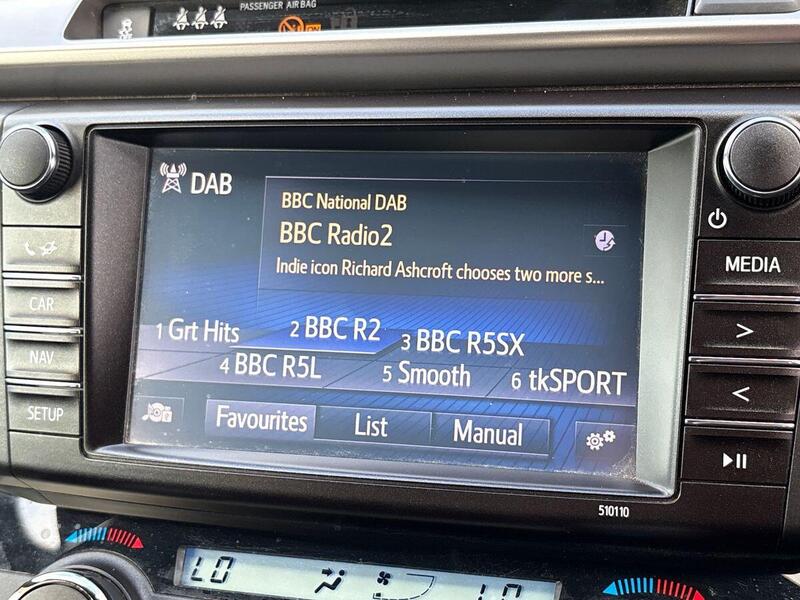 PASSENGER AIR BAG
DAB
BBC National DAB
BBC Radio2
Indie icon Richard Ashcroft chooses two more s...
1 Grt Hits
2 BBC R2
3 BBC R5SX
4 BBC R5L
5 Smooth
6 tkSPORT
Favourites
List
Manual
CAR
NAV
SETUP
MEDIA
>
<
510110
LO
LO